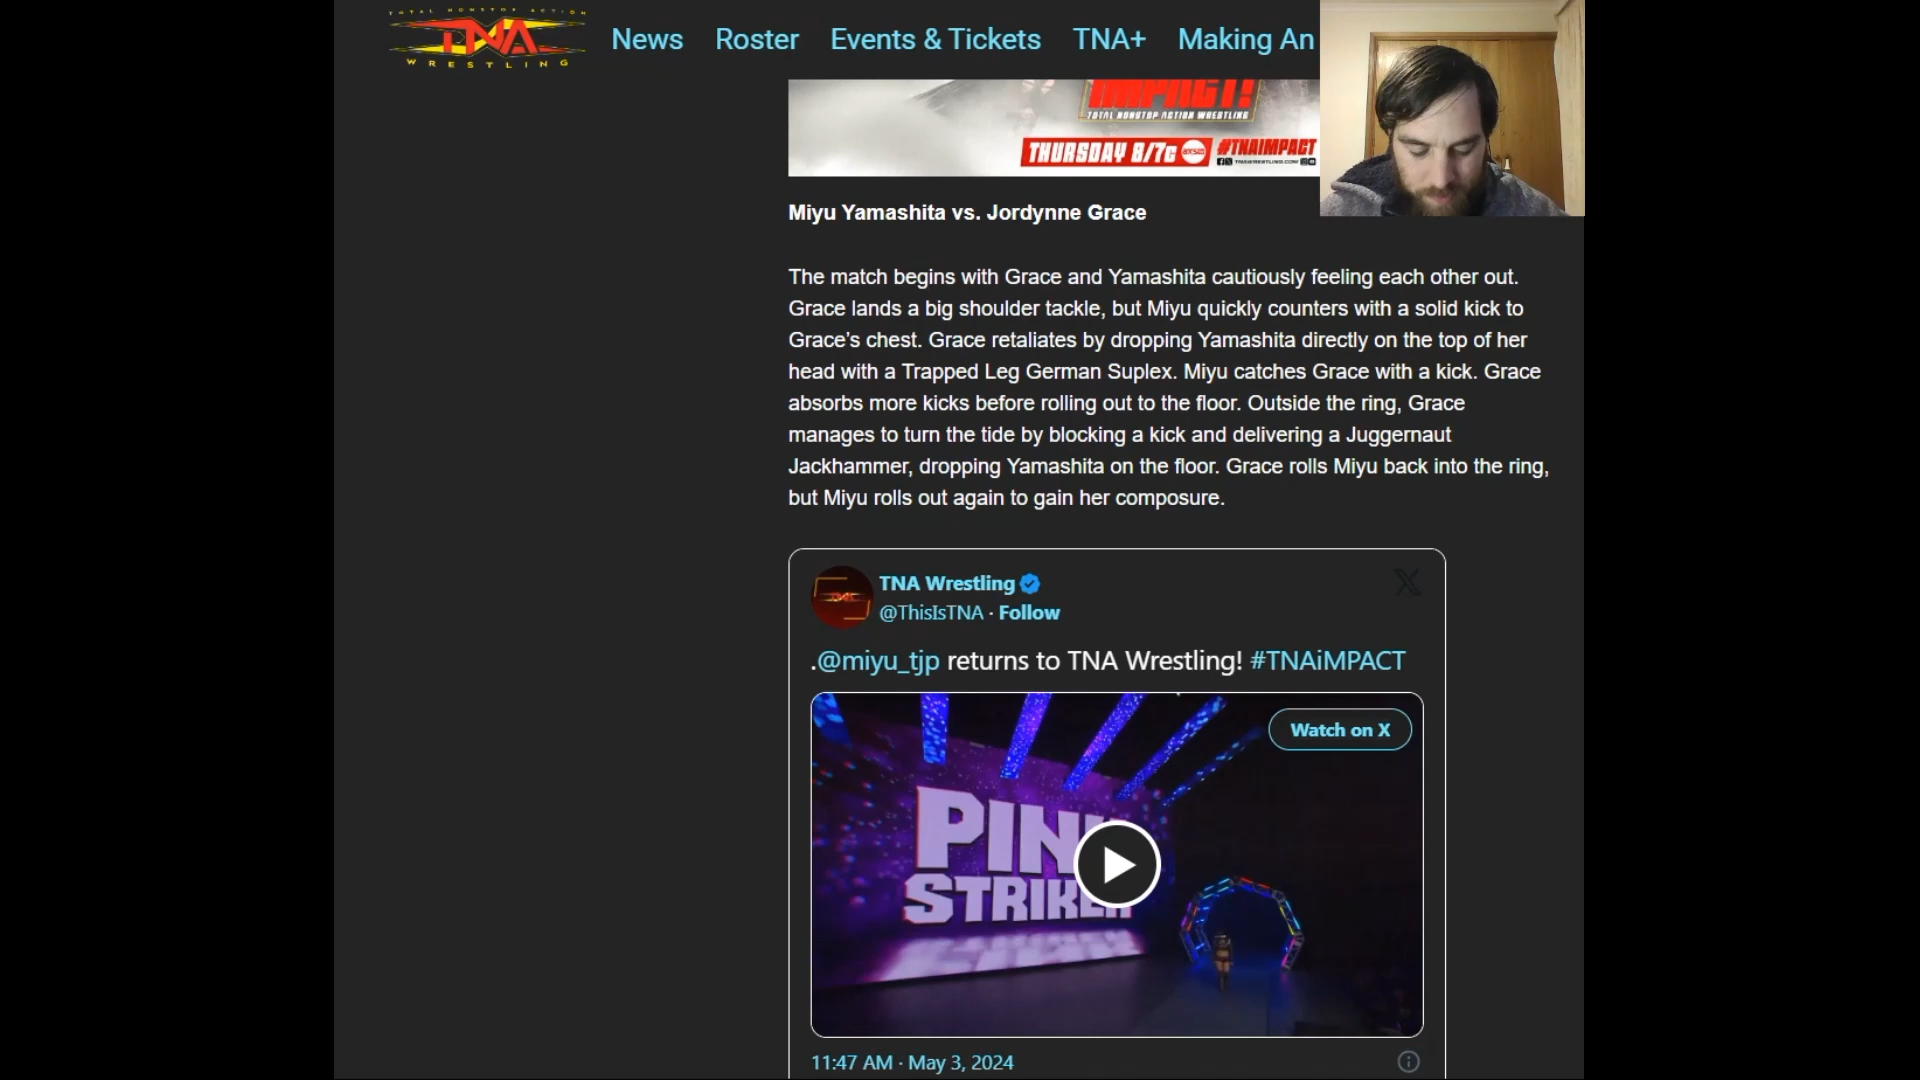 TOTAL NONSTOP ACTION
TNA
WRESTLING
News Roster Events & Tickets TNA+ Making An
IMPACT!
TOTAL NONSTOP ACTION WRESTLING
THURSDAY 8/7c axs tv #TNAIMPACT
Miyu Yamashita vs. Jordynne Grace
The match begins with Grace and Yamashita cautiously feeling each other out.
Grace lands a big shoulder tackle, but Miyu quickly counters with a solid kick to
Grace’s chest. Grace retaliates by dropping Yamashita directly on the top of her
head with a Trapped Leg German Suplex. Miyu catches Grace with a kick. Grace
absorbs more kicks before rolling out to the floor. Outside the ring, Grace
manages to turn the tide by blocking a kick and delivering a Juggernaut
Jackhammer, dropping Yamashita on the floor. Grace rolls Miyu back into the ring,
but Miyu rolls out again to gain her composure.
TNA Wrestling
@ThisIsTNA · Follow
.@miyu_tjp returns to TNA Wrestling! #TNAiMPACT
Watch on X
PINK
STRIKER
11:47 AM · May 3, 2024